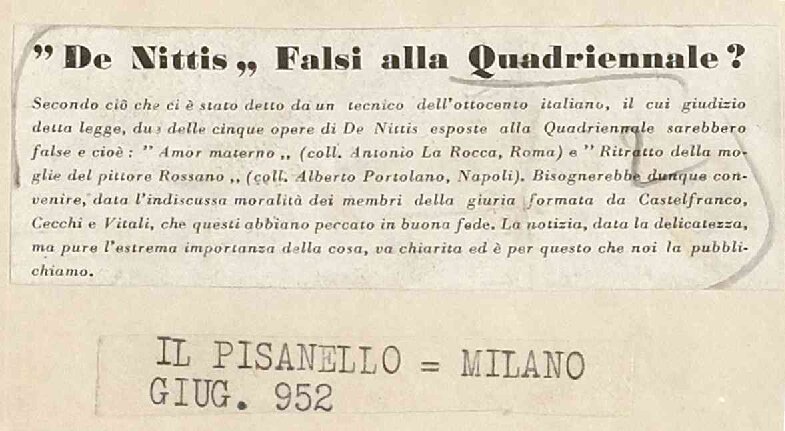 ” De Nittis „ Falsi alla Quadriennale ?
Secondo ciò che ci è stato detto da un tecnico dell'ottocento italiano, il cui giudizio
detta legge, due delle cinque opere di De Nittis esposte alla Quadriennale sarebbero
false e cioè : ” Amor materno „ (coll. Antonio La Rocca, Roma) e ” Ritratto della mo-
glie del pittore Rossano „ (coll. Alberto Portolano, Napoli). Bisognerebbe dunque con-
venire, data l'indiscussa moralità dei membri della giuria formata da Castelfranco,
Cecchi e Vitali, che questi abbiano peccato in buona fede. La notizia, data la delicatezza,
ma pure l'estrema importanza della cosa, va chiarita ed è per questo che noi la pubbli-
chiamo.
IL PISANELLO = MILANO
GIUG. 952